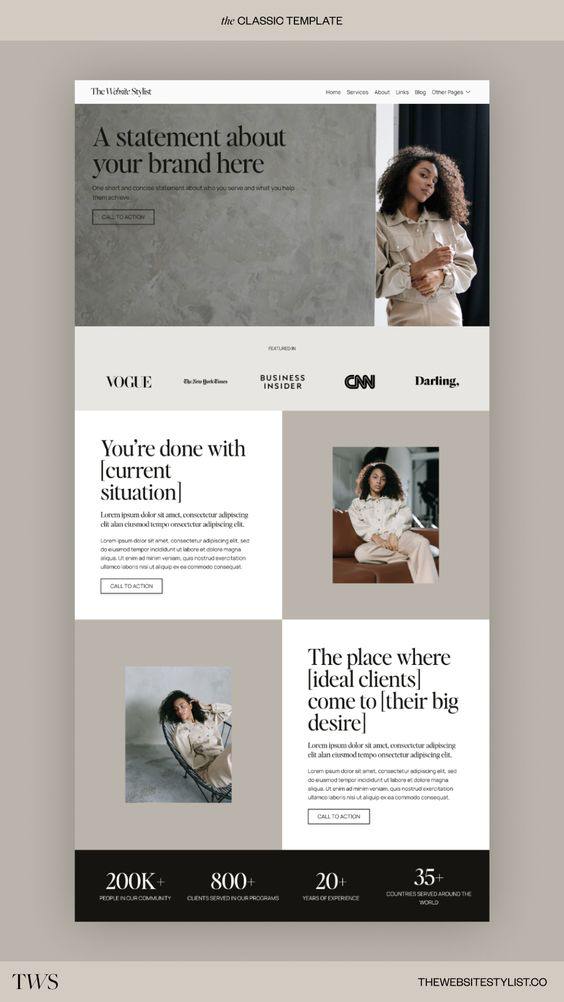 the CLASSIC TEMPLATE
The Website Stylist
Home Services About Links Blog Other Pages
A statement about
your brand here
One short and concise statement about who you serve and what you help
them achieve.
CALL TO ACTION
FEATURED IN
VOGUE
The New York Times
BUSINESS
INSIDER
CNN
Darling,
You're done with
[current
situation]
Lorem ipsum dolor sit amet, consectetur adipiscing
elit alan eiusmod tempo onsectetur adipiscing elit.
Lorem ipsum dolor amet, consectetur adipiscing elit, sed
do eiusmod tempor incididunt ut labore et dolore magna
aliqua. Ut enim ad minim veniam, quis nostrud exercitation
ullamco laboris nisi aliquip ex ea commodo consequat.
CALL TO ACTION
The place where
[ideal clients]
come to [their big
desire]
Lorem ipsum dolor sit amet, consectetur adipiscing
elit alan eiusmod tempo onsectetur adipiscing elit.
Lorem ipsum dolor amet, consectetur adipiscing elit, sed
do eiusmod tempor incididunt ut labore et dolore magna
aliqua. Ut enim ad minim veniam, quis nostrud exercitation
ullamco laboris nisi aliquip ex ea commodo consequat.
CALL TO ACTION
200K+
PEOPLE IN OUR COMMUNITY
800+
CLIENTS SERVED IN OUR PROGRAMS
20+
YEARS OF EXPERIENCE
35+
COUNTRIES SERVED AROUND THE
WORLD
TWS
THEWEBSITESTYLIST.CO